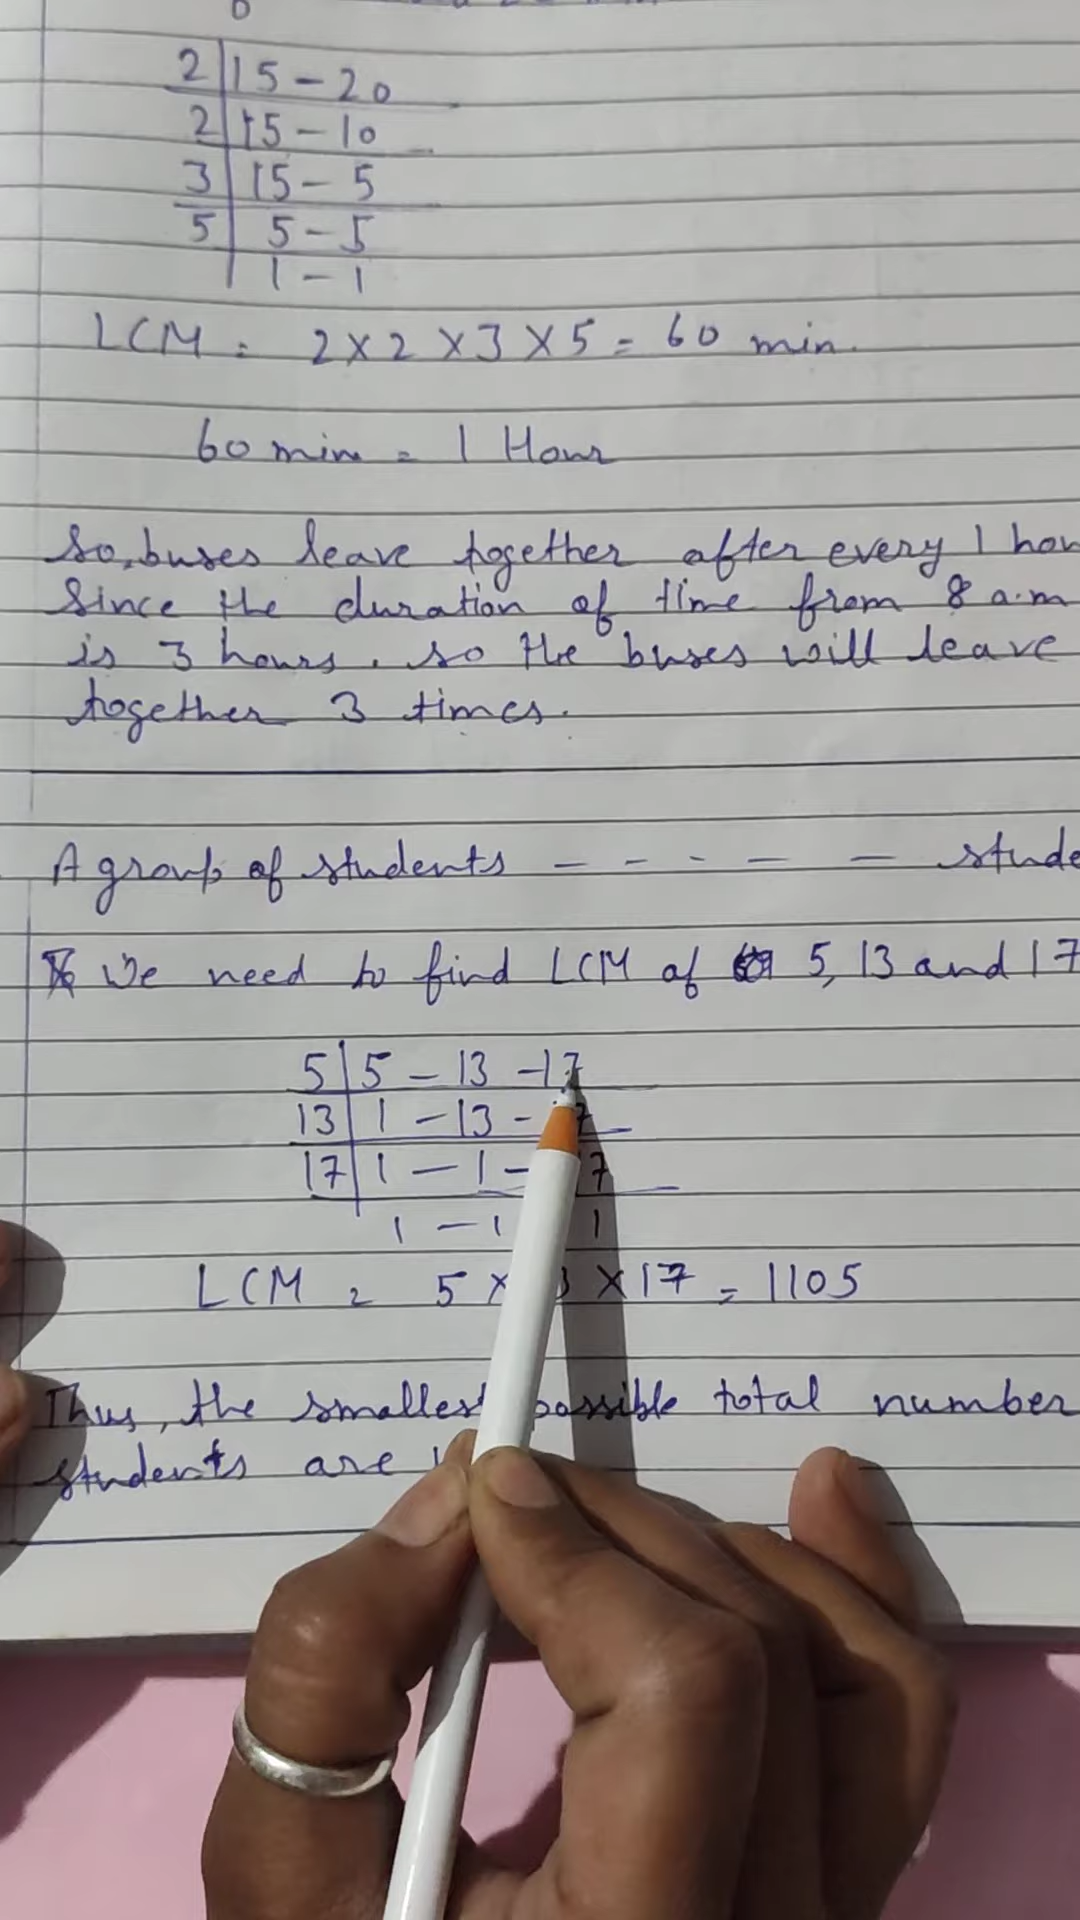 2 | 15 - 20
2 | 15 - 10
3 | 15 - 5
5 | 5 - 5
| 1 - 1
LCM = 2 × 2 × 3 × 5 = 60 min.
60 min = 1 Hour
So, buses leave together after every 1 hou
Since the duration of time from 8 a.m
is 3 hours, so the buses will leave
together 3 times.
A group of students - - - - - stude
We need to find LCM of 5, 13 and 17
5 | 5 - 13 - 17
13 | 1 - 13 - 7
17 | 1 - 1 - 7
1 - 1 1
LCM = 5 × 3 × 17 = 1105
Thus, the smallest possible total number
students are